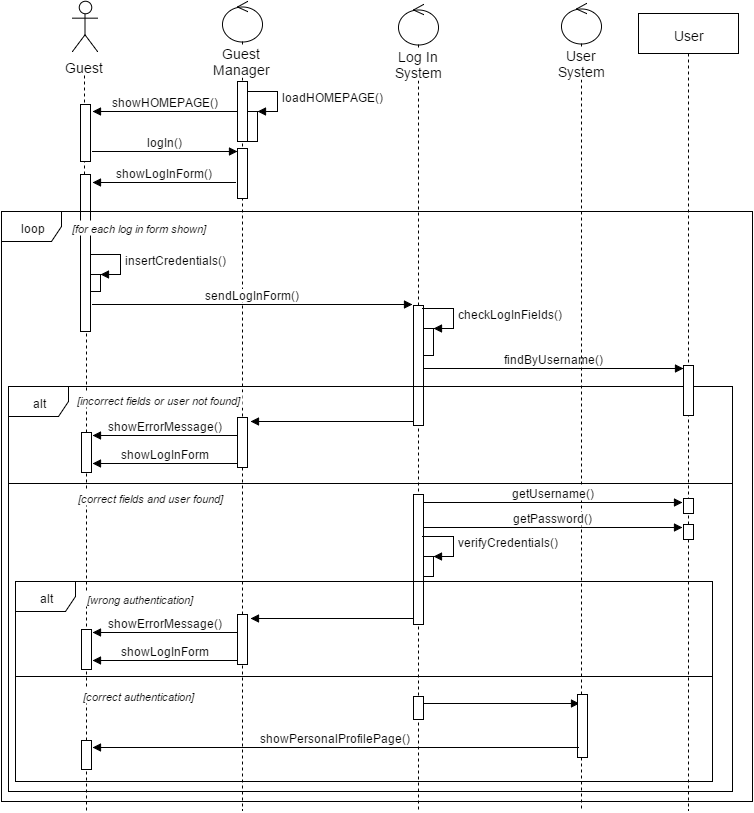 Guest
Guest
Manager
Log In
System
User
System
User
loadHOMEPAGE()
showHOMEPAGE()
logIn()
showLogInForm()
loop
[for each log in form shown]
insertCredentials()
sendLogInForm()
checkLogInFields()
findByUsername()
alt
[incorrect fields or user not found]
showErrorMessage()
showLogInForm
[correct fields and user found]
getUsername()
getPassword()
verifyCredentials()
alt
[wrong authentication]
showErrorMessage()
showLogInForm
[correct authentication]
showPersonalProfilePage()